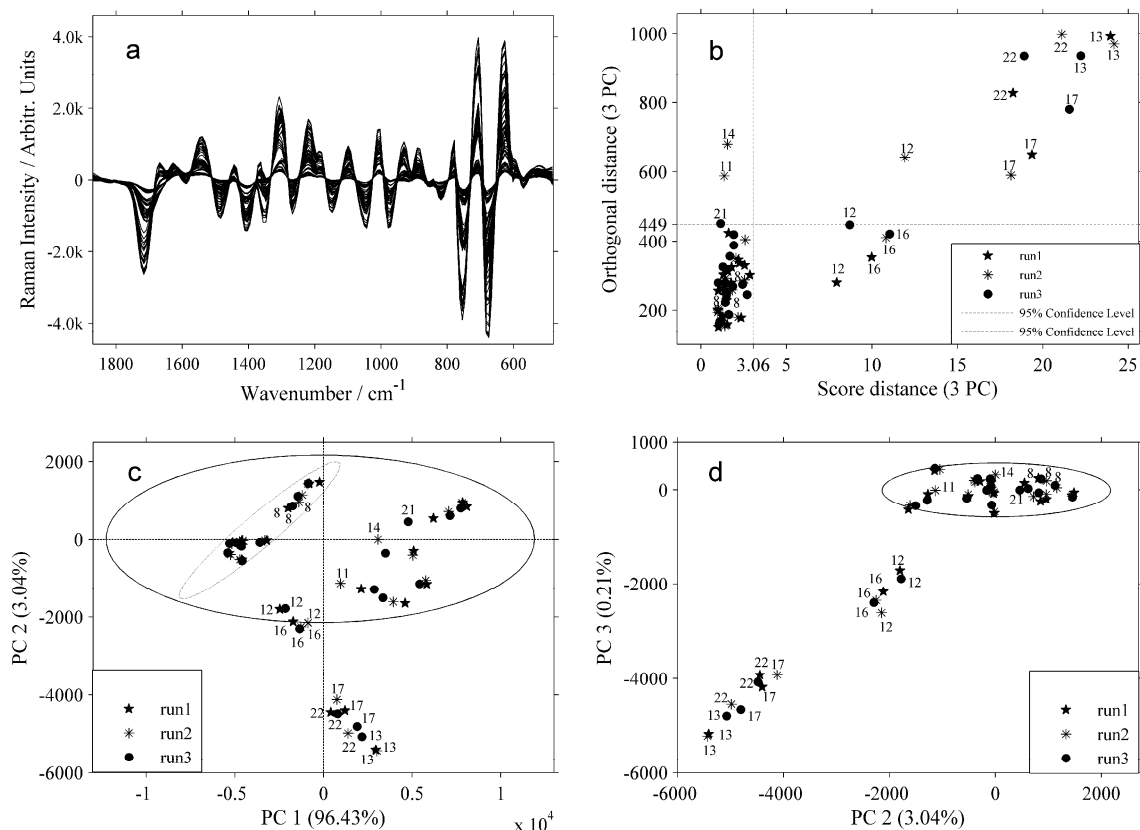 a
4.0k
2.0k
0
-2.0k
-4.0k
Raman Intensity / Arbitr. Units
1800 1600 1400 1200 1000 800 600
Wavenumber / cm-1
b
1000
800
600
449
400
200
Orthogonal distance (3 PC)
22 13
13
22 13
22 17
14
12 17
11 17
21 12
16
16
12 16
8
8
run1
run2
run3
95% Confidence Level
95% Confidence Level
0 3.06 5 10 15 20 25
Score distance (3 PC)
c
2000
0
-2000
-4000
-6000
PC 2 (3.04%)
8 8
8
21
14
11
12 12
12
16 16
16
17
17
22 22
17
22 13
13 13
run1
run2
run3
-1 -0.5 0 0.5 1
PC 1 (96.43%)
x 10^4
d
1000
0
-2000
-4000
-6000
PC 3 (0.21%)
14 8 8 8
11 21
12
12
16
16 12
22 17
22 17
22
13 17
13
13
run1
run2
run3
-6000 -4000 -2000 0 2000
PC 2 (3.04%)